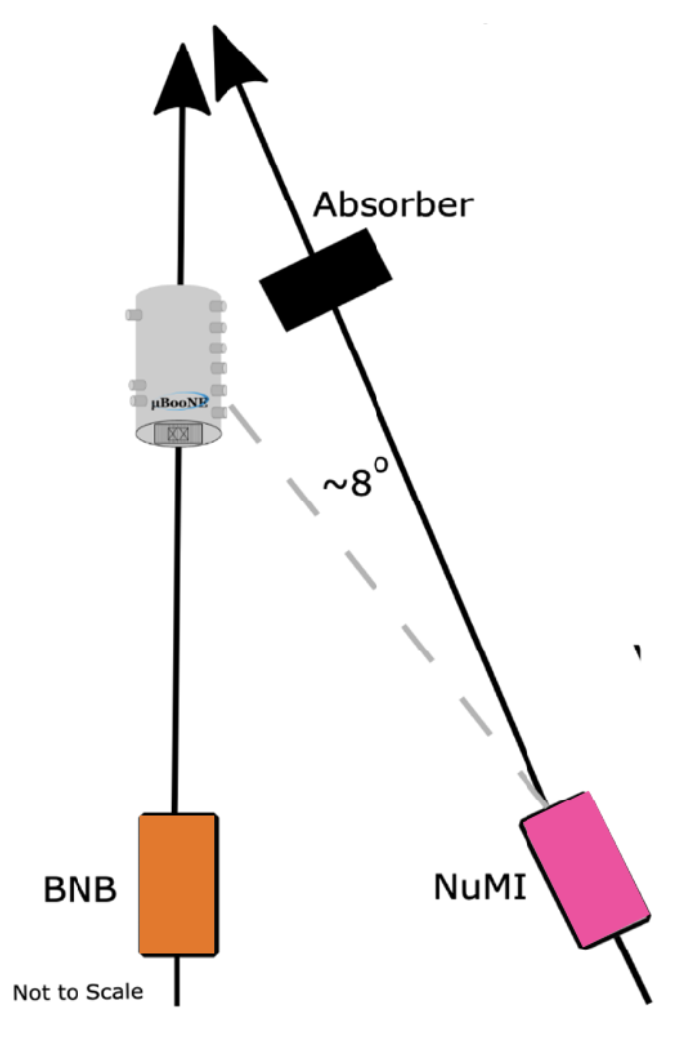 Absorber
µBooNE
~8°
BNB
NuMI
Not to Scale